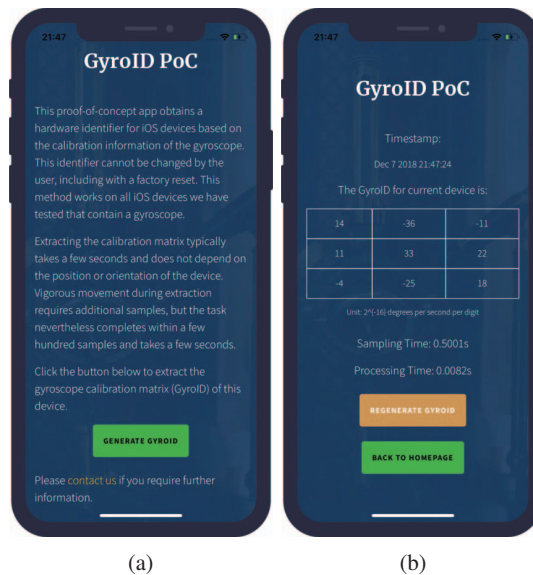 21:47
GyroID PoC
This proof-of-concept app obtains a
hardware identifier for iOS devices based on
the calibration information of the gyroscope.
This identifier cannot be changed by the
user, including with a factory reset. This
method works on all iOS devices we have
tested that contain a gyroscope.
Extracting the calibration matrix typically
takes a few seconds and does not depend on
the position or orientation of the device.
Vigorous movement during extraction
requires additional samples, but the task
nevertheless completes within a few
hundred samples and takes a few seconds.
Click the button below to extract the
gyroscope calibration matrix (GyroID) of this
device.
GENERATE GYROID
Please contact us if you require further
information.
(a)
21:47
GyroID PoC
Timestamp:
Dec 7 2018 21:47:24
The GyroID for current device is:
14 -36 -11
11 33 22
-4 -25 18
Unit: 2^(-16) degrees per second per digit
Sampling Time: 0.5001s
Processing Time: 0.0082s
REGENERATE GYROID
BACK TO HOMEPAGE
(b)